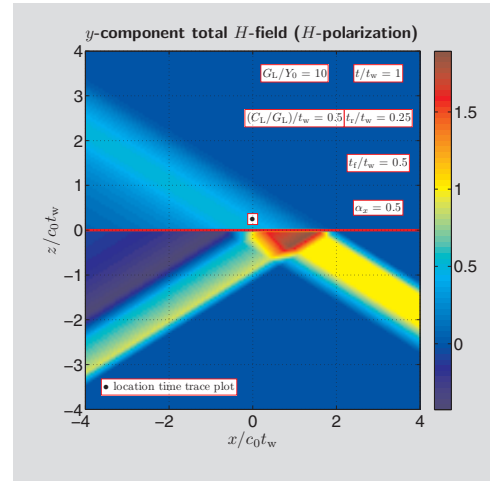 y-component total H-field (H-polarization)
G_L/Y_0 = 10
t/t_w = 1
(C_L/G_L)/t_w = 0.5
t_r/t_w = 0.25
t_f/t_w = 0.5
α_x = 0.5
4
3
2
1
0
−1
−2
−3
−4
z/c_0t_w
• location time trace plot
−4
−2
0
2
4
x/c_0t_w
1.5
1
0.5
0